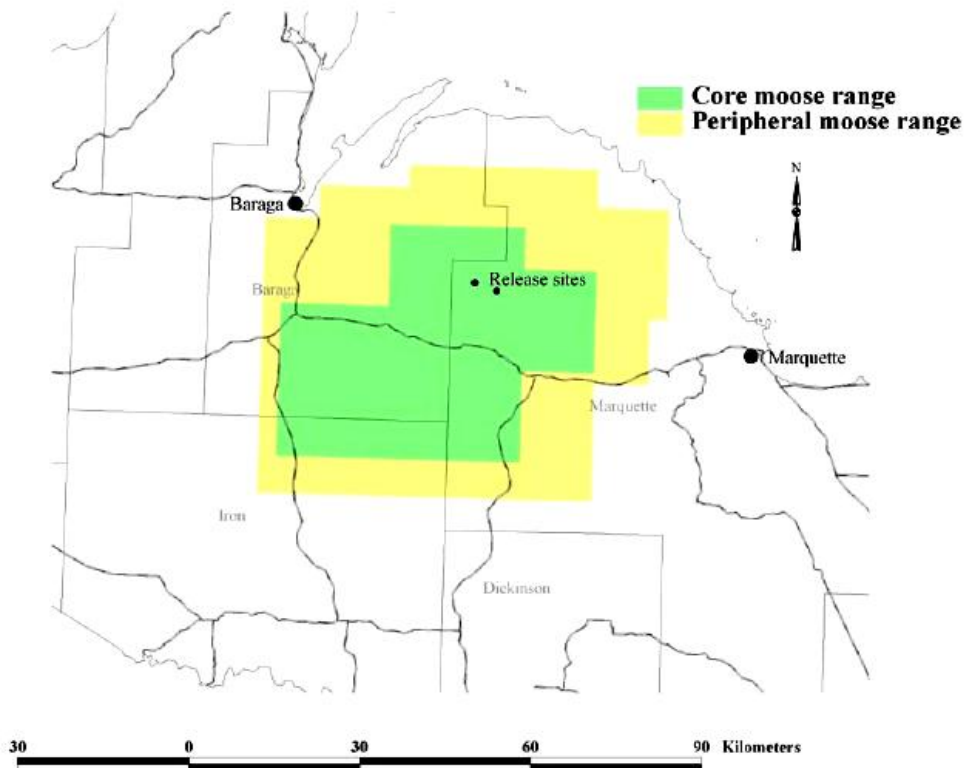 Core moose range
Peripheral moose range
N
Baraga
Baraga
Release sites
Marquette
Marquette
Iron
Dickinson
30 0 30 60 90 Kilometers